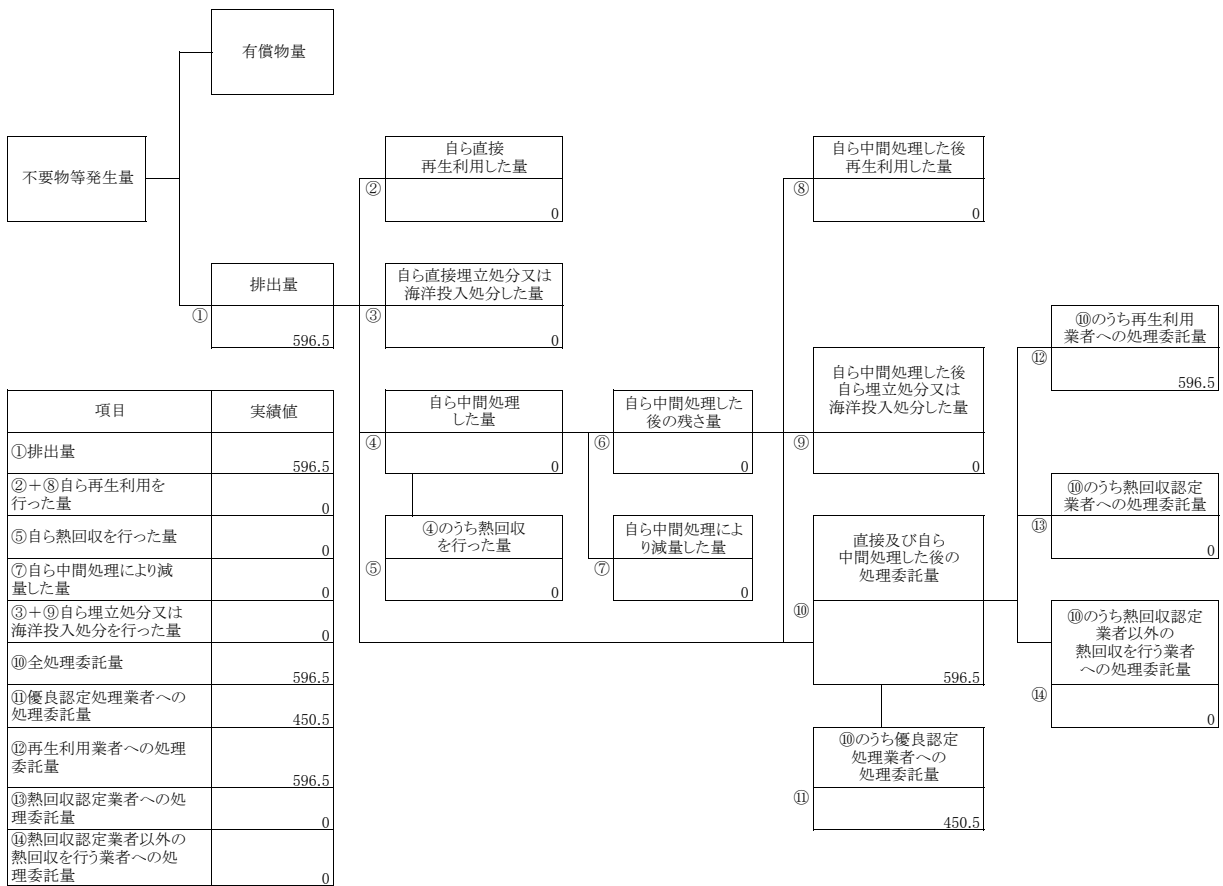 有償物量
不要物等発生量
自ら直接
再生利用した量
②
0
自ら中間処理した後
再生利用した量
⑧
0
排出量
①
596.5
自ら直接埋立処分又は
海洋投入処分した量
③
0
⑩のうち再生利用
業者への処理委託量
⑫
596.5
自ら中間処理
した量
④
0
自ら中間処理した
後の残さ量
⑥
0
自ら中間処理した後
自ら埋立処分又は
海洋投入処分した量
⑨
0
⑩のうち熱回収認定
業者への処理委託量
⑬
0
④のうち熱回収
を行った量
⑤
0
自ら中間処理によ
り減量した量
⑦
0
直接及び自ら
中間処理した後の
処理委託量
⑩
596.5
⑩のうち熱回収認定
業者以外の
熱回収を行う業者
への処理委託量
⑭
0
⑩のうち優良認定
処理業者への
処理委託量
⑪
450.5
項目 実績値
①排出量
596.5
②＋⑧自ら再生利用を
行った量
0
⑤自ら熱回収を行った量
0
⑦自ら中間処理により減
量した量
0
③＋⑨自ら埋立処分又は
海洋投入処分を行った量
0
⑩全処理委託量
596.5
⑪優良認定処理業者への
処理委託量
450.5
⑫再生利用業者への処理
委託量
596.5
⑬熱回収認定業者への処
理委託量
0
⑭熱回収認定業者以外の
熱回収を行う業者への処
理委託量
0